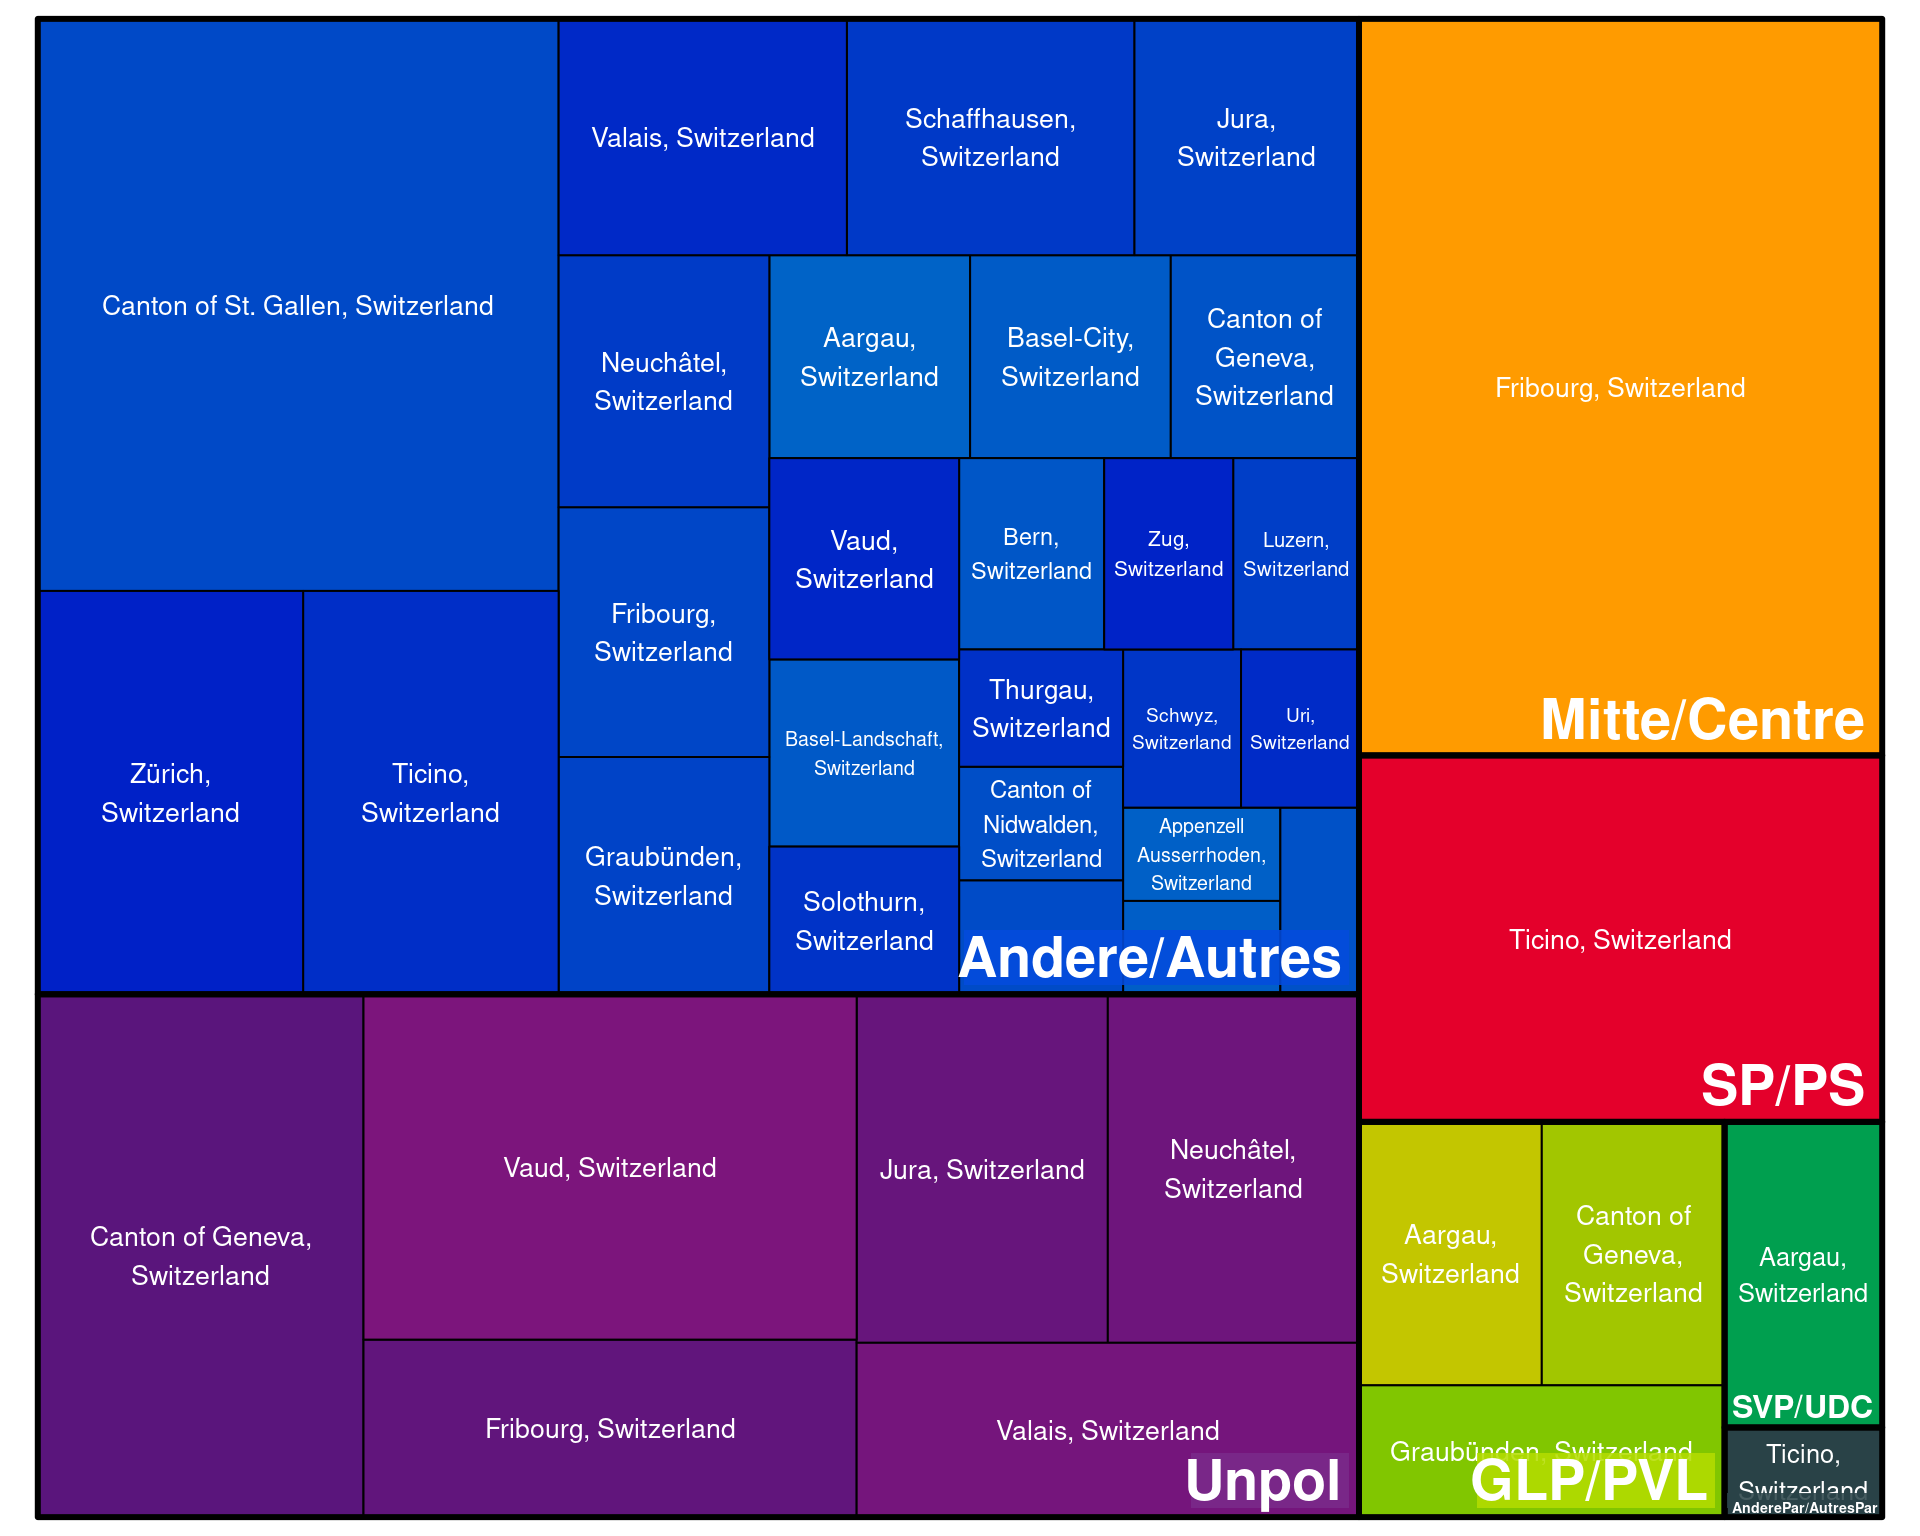 Canton of St. Gallen, Switzerland
Valais, Switzerland
Schaffhausen,
Switzerland
Jura,
Switzerland
Neuchâtel,
Switzerland
Aargau,
Switzerland
Basel-City,
Switzerland
Canton of
Geneva,
Switzerland
Fribourg,
Switzerland
Vaud,
Switzerland
Bern,
Switzerland
Zug,
Switzerland
Luzern,
Switzerland
Zürich,
Switzerland
Ticino,
Switzerland
Graubünden,
Switzerland
Basel-Landschaft,
Switzerland
Solothurn,
Switzerland
Thurgau,
Switzerland
Schwyz,
Switzerland
Uri,
Switzerland
Canton of
Nidwalden,
Switzerland
Appenzell
Ausserrhoden,
Switzerland
Andere/Autres
Canton of Geneva,
Switzerland
Vaud, Switzerland
Jura, Switzerland
Neuchâtel,
Switzerland
Fribourg, Switzerland
Valais, Switzerland
Unpol
Fribourg, Switzerland
Mitte/Centre
Ticino, Switzerland
SP/PS
Aargau,
Switzerland
Canton of
Geneva,
Switzerland
Graubünden, Switzerland
GLP/PVL
Aargau,
Switzerland
SVP/UDC
Ticino,
Switzerland
AnderePar/AutresPar